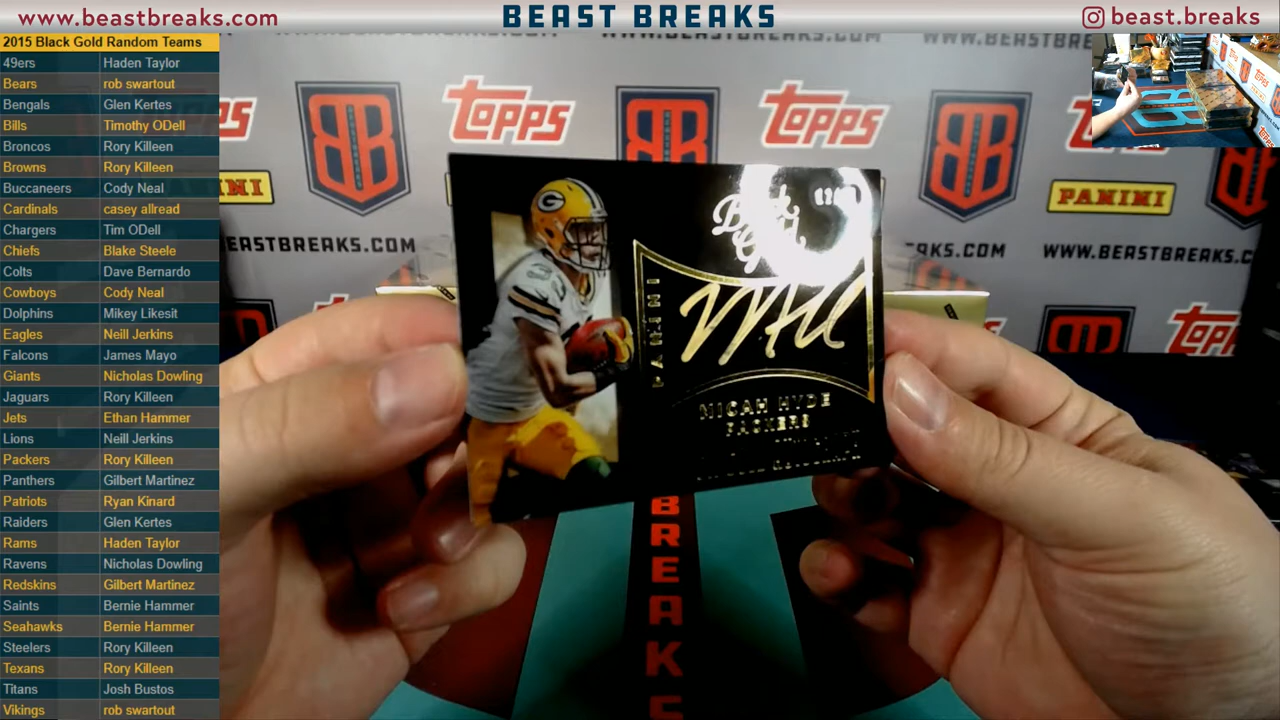 www.beastbreaks.com
BEAST BREAKS
beast.breaks
2015 Black Gold Random Teams
49ers Haden Taylor
Bears rob swartout
Bengals Glen Kertes
Bills Timothy ODell
Broncos Rory Killeen
Browns Rory Killeen
Buccaneers Cody Neal
Cardinals casey allread
Chargers Tim ODell
Chiefs Blake Steele
Colts Dave Bernardo
Cowboys Cody Neal
Dolphins Mikey Likesit
Eagles Neill Jerkins
Falcons James Mayo
Giants Nicholas Dowling
Jaguars Rory Killeen
Jets Ethan Hammer
Lions Neill Jerkins
Packers Rory Killeen
Panthers Gilbert Martinez
Patriots Ryan Kinard
Raiders Glen Kertes
Rams Haden Taylor
Ravens Nicholas Dowling
Redskins Gilbert Martinez
Saints Bernie Hammer
Seahawks Bernie Hammer
Steelers Rory Killeen
Texans Rory Killeen
Titans Josh Bustos
Vikings rob swartout
TOPPS
TOPPS
PANINI
BEASTBREAKS.COM
WWW.BEASTBREAKS.COM
Black Gold
PANINI
MICAH HYDE
PACKERS
BREAKS